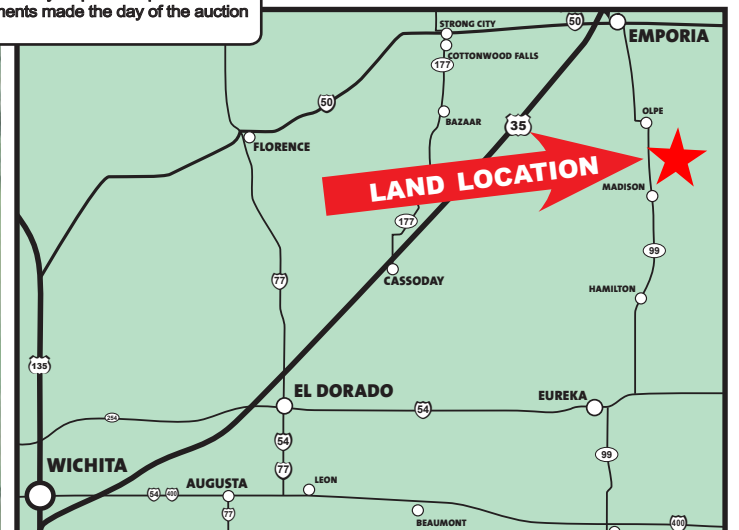 ments made the day of the auction
STRONG CITY
50
EMPORIA
COTTONWOOD FALLS
177
50
BAZAAR
35
OLPE
FLORENCE
LAND LOCATION
MADISON
177
99
CASSODAY
77
HAMILTON
135
EL DORADO
EUREKA
54
254
54
99
WICHITA
77
AUGUSTA
LEON
54
400
77
BEAUMONT
400